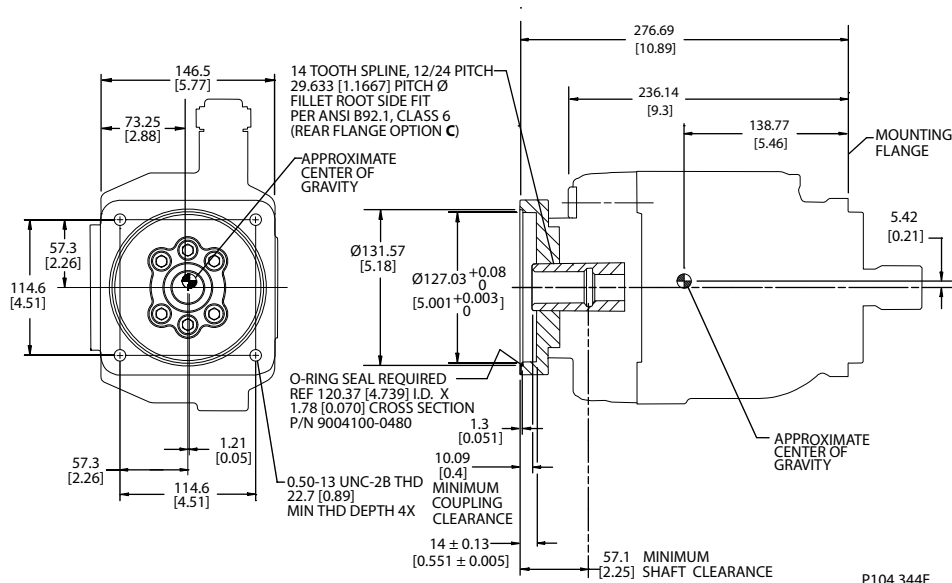 276.69
[10.89]
146.5
[5.77]
14 TOOTH SPLINE, 12/24 PITCH
29.633 [1.1667] PITCH Ø
FILLET ROOT SIDE FIT
PER ANSI B92.1, CLASS 6
(REAR FLANGE OPTION C)
236.14
[9.3]
73.25
[2.88]
138.77
[5.46]
MOUNTING
FLANGE
APPROXIMATE
CENTER OF
GRAVITY
5.42
[0.21]
57.3
[2.26]
Ø131.57
[5.18]
114.6
[4.51]
Ø127.03 +0.08
0
[5.001 +0.003]
0
O-RING SEAL REQUIRED
REF 120.37 [4.739] I.D. X
1.78 [0.070] CROSS SECTION
P/N 9004100-0480
1.3
[0.051]
1.21
[0.05]
APPROXIMATE
CENTER OF
GRAVITY
57.3
[2.26]
114.6
[4.51]
0.50-13 UNC-2B THD
22.7 [0.89]
MIN THD DEPTH 4X
10.09
[0.4]
MINIMUM
COUPLING
CLEARANCE
14 ± 0.13
[0.551 ± 0.005]
57.1 MINIMUM
[2.25] SHAFT CLEARANCE
P104 344E